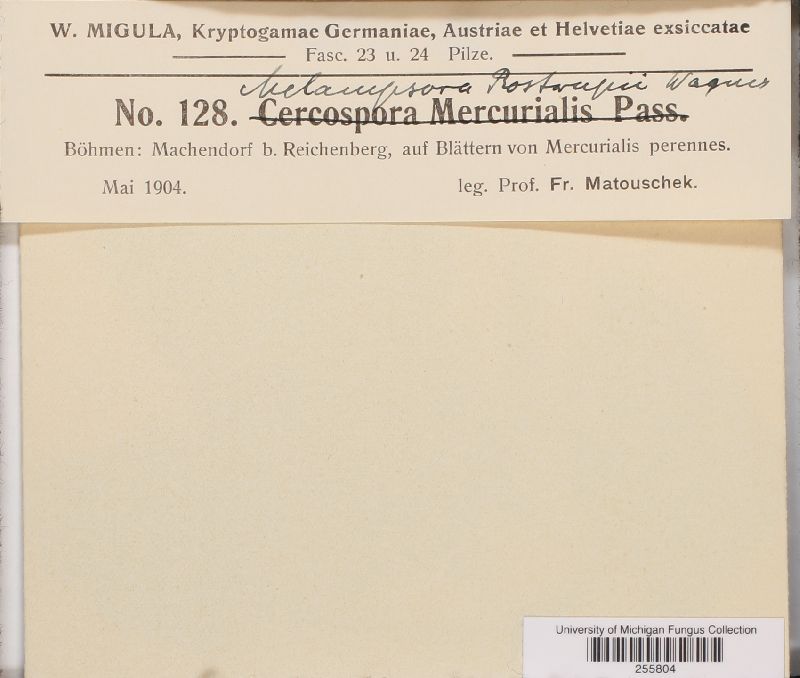 W. MIGULA, Kryptogamae Germaniae, Austriae et Helvetiae exsiccatae
Fasc. 23 u. 24 Pilze.
Melampsora Rostrupii Wagner
No. 128. Cercospora Mercurialis Pass.
Böhmen: Machendorf b. Reichenberg, auf Blättern von Mercurialis perennes.
Mai 1904. leg. Prof. Fr. Matouschek.
University of Michigan Fungus Collection
255804